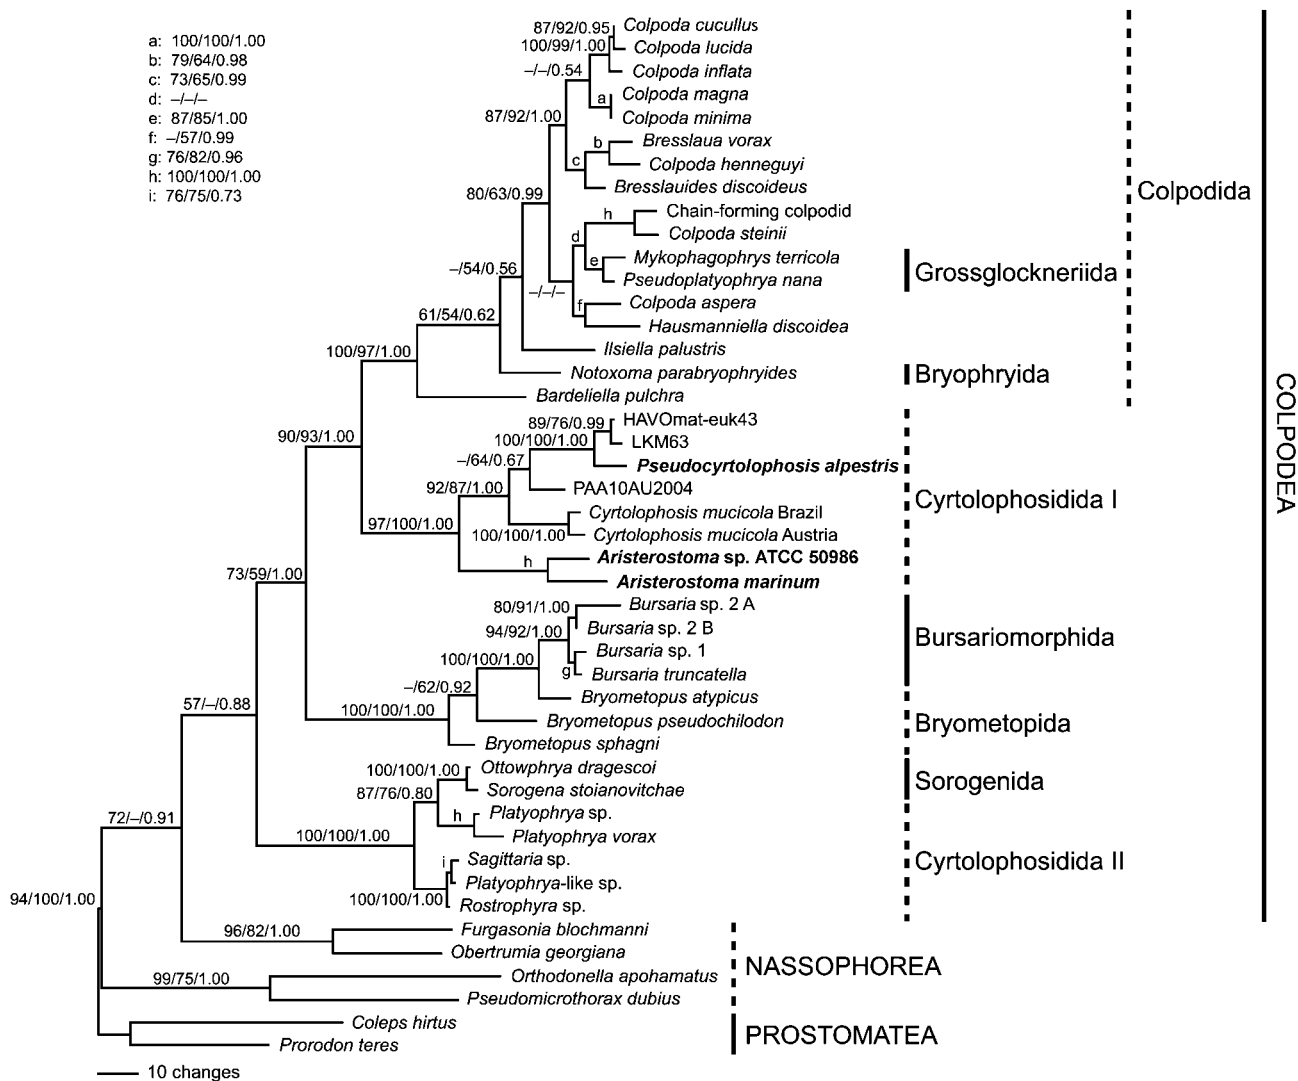 a: 100/100/1.00
b: 79/64/0.98
c: 73/65/0.99
d: –/–/–
e: 87/85/1.00
f: –/57/0.99
g: 76/82/0.96
h: 100/100/1.00
i: 76/75/0.73
87/92/0.95
Colpoda cucullus
100/99/1.00
Colpoda lucida
–/–/0.54
Colpoda inflata
a
Colpoda magna
87/92/1.00
Colpoda minima
b
Bresslaua vorax
c
Colpoda henneguyi
80/63/0.99
Bresslauides discoideus
Colpodida
h
Chain-forming colpodid
d
Colpoda steinii
e
Mykophagophrys terricola
–/54/0.56
Pseudoplatyophrya nana
Grossglockneriida
–/–/–
f
Colpoda aspera
61/54/0.62
Hausmanniella discoidea
100/97/1.00
Ilsiella palustris
Notoxoma parabryophryides
Bryophryida
Bardeliella pulchra
89/76/0.99
HAVOmat-euk43
90/93/1.00
100/100/1.00
LKM63
–/64/0.67
Pseudocyrtolophosis alpestris
COLPODEA
92/87/1.00
PAA10AU2004
Cyrtolophosidida I
Cyrtolophosis mucicola Brazil
97/100/1.00
100/100/1.00
Cyrtolophosis mucicola Austria
h
Aristerostoma sp. ATCC 50986
73/59/1.00
Aristerostoma marinum
80/91/1.00
Bursaria sp. 2 A
94/92/1.00
Bursaria sp. 2 B
Bursariomorphida
100/100/1.00
Bursaria sp. 1
g
Bursaria truncatella
–/62/0.92
Bryometopus atypicus
57/–/0.88
100/100/1.00
Bryometopus pseudochilodon
Bryometopida
Bryometopus sphagni
100/100/1.00
Ottowphrya dragescoi
Sorogenida
87/76/0.80
Sorogena stoianovitchae
72/–/0.91
h
Platyophrya sp.
100/100/1.00
Platyophrya vorax
i
Sagittaria sp.
Cyrtolophosidida II
Platyophrya-like sp.
94/100/1.00
100/100/1.00
Rostrophyra sp.
96/82/1.00
Furgasonia blochmanni
Obertrumia georgiana
99/75/1.00
Orthodonella apohamatus
NASSOPHOREA
Pseudomicrothorax dubius
Coleps hirtus
PROSTOMATEA
Prorodon teres
10 changes